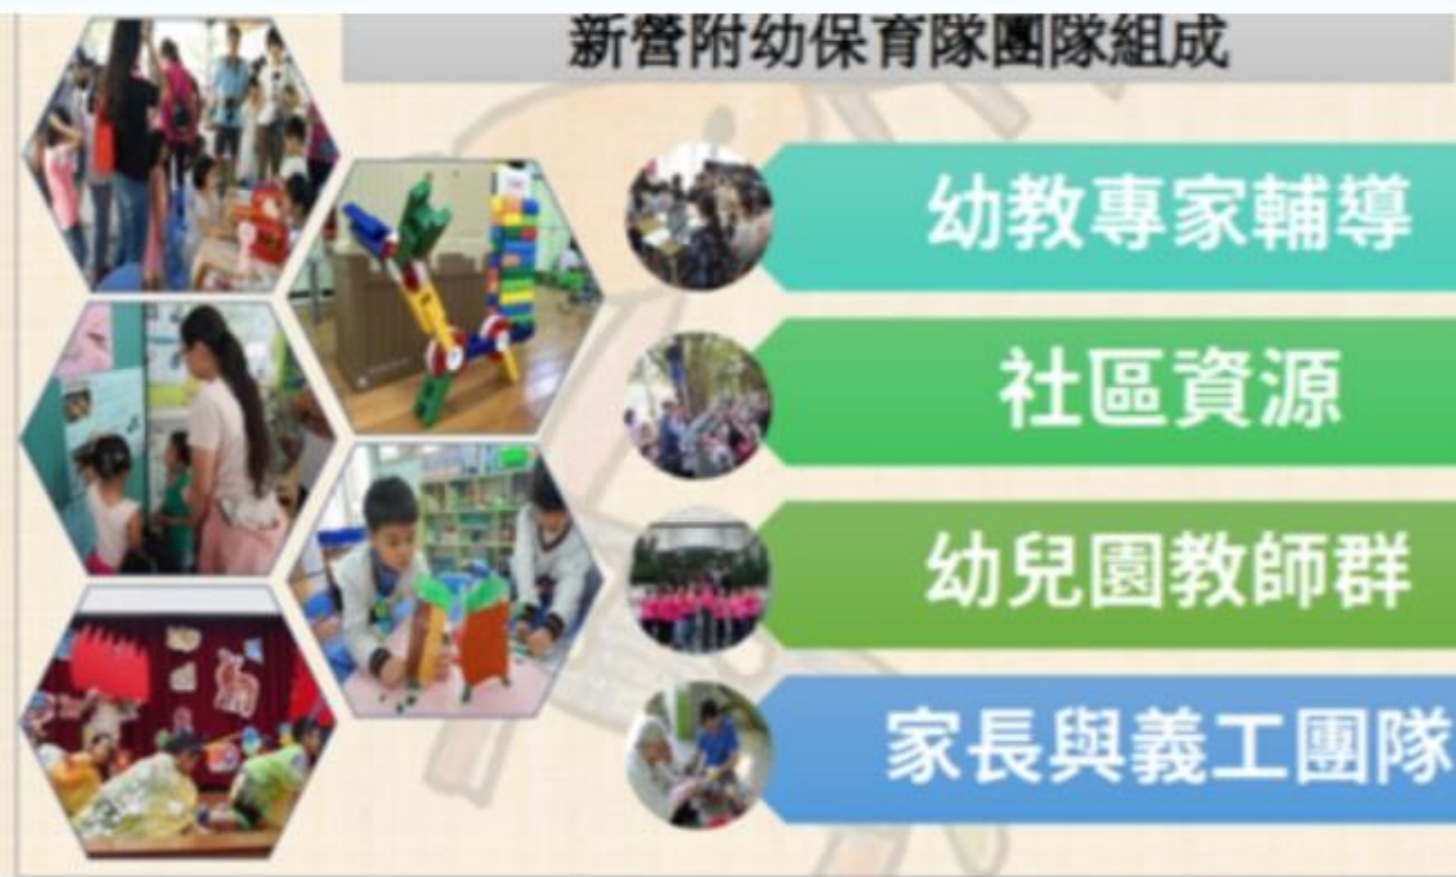 新營附幼保育隊團隊組成
幼教專家輔導
社區資源
幼兒園教師群
家長與義工團隊